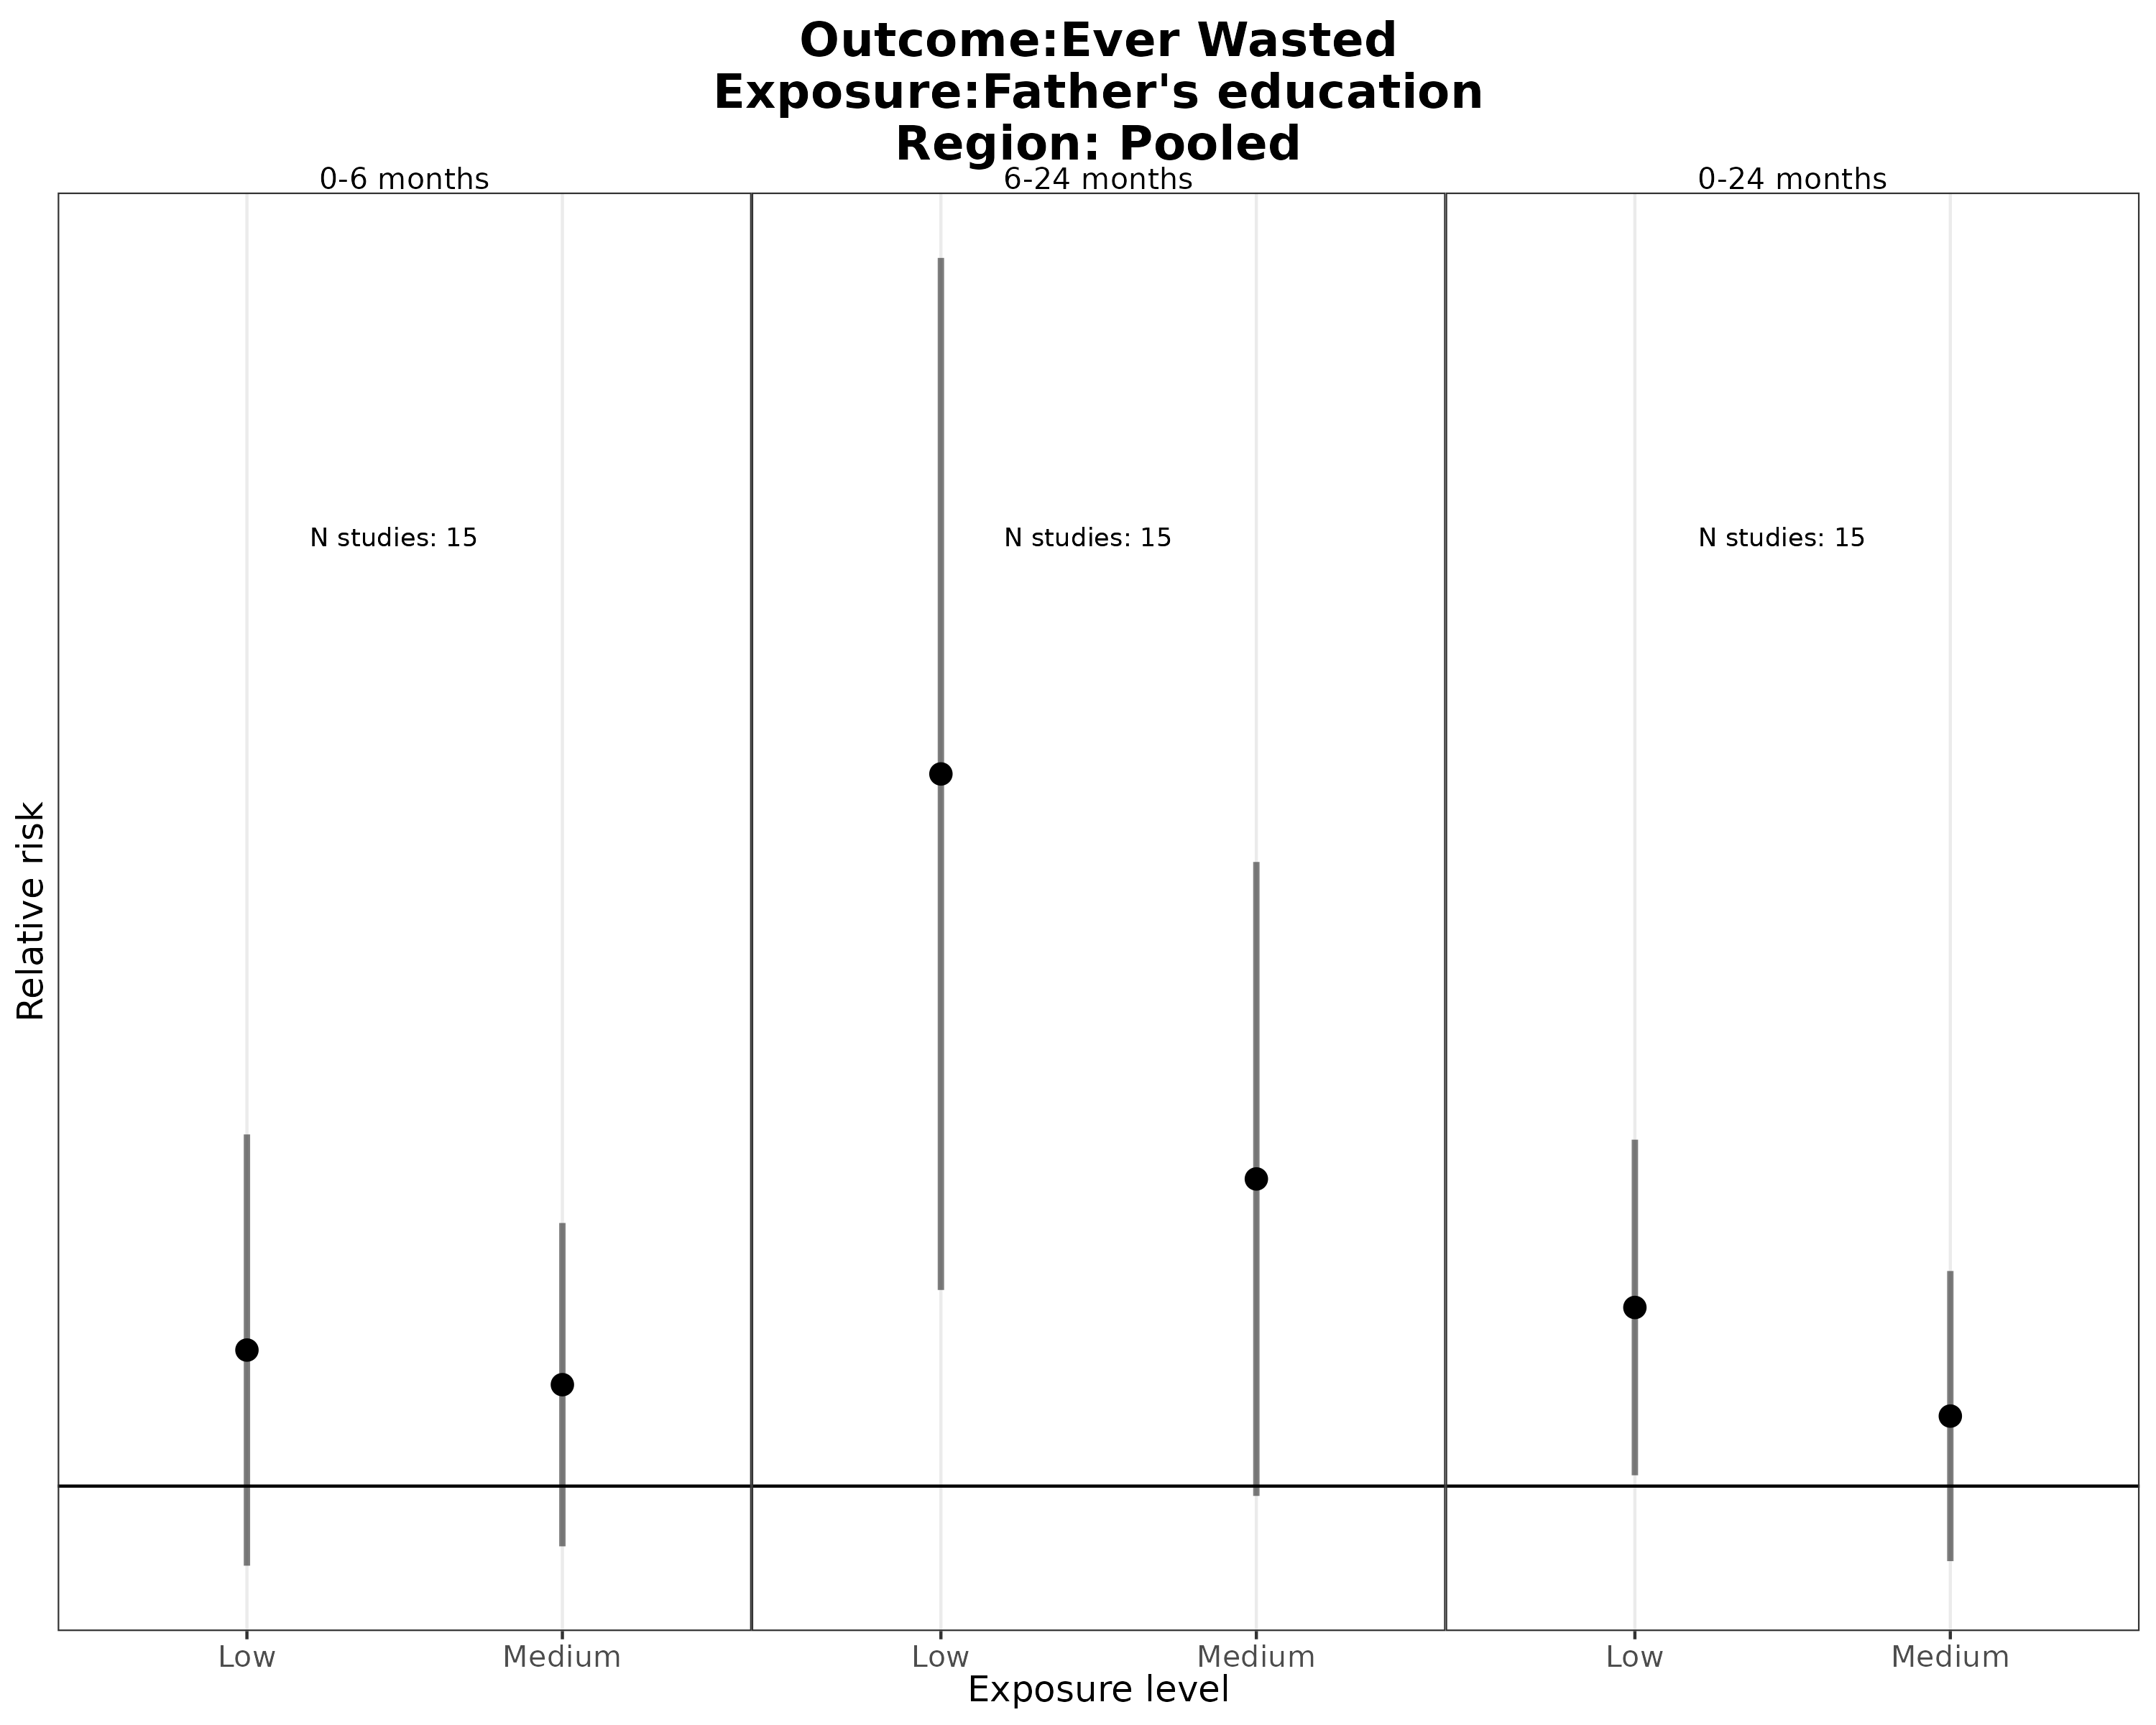 Outcome:Ever Wasted
Exposure:Father's education
Region: Pooled
0-6 months
6-24 months
0-24 months
N studies: 15
N studies: 15
N studies: 15
Relative risk
Low
Medium
Low
Medium
Low
Medium
Exposure level